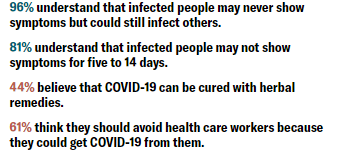 96% understand that infected people may never show
symptoms but could still infect others.
81% understand that infected people may not show
symptoms for five to 14 days.
44% believe that COVID-19 can be cured with herbal
remedies.
61% think they should avoid health care workers because
they could get COVID-19 from them.